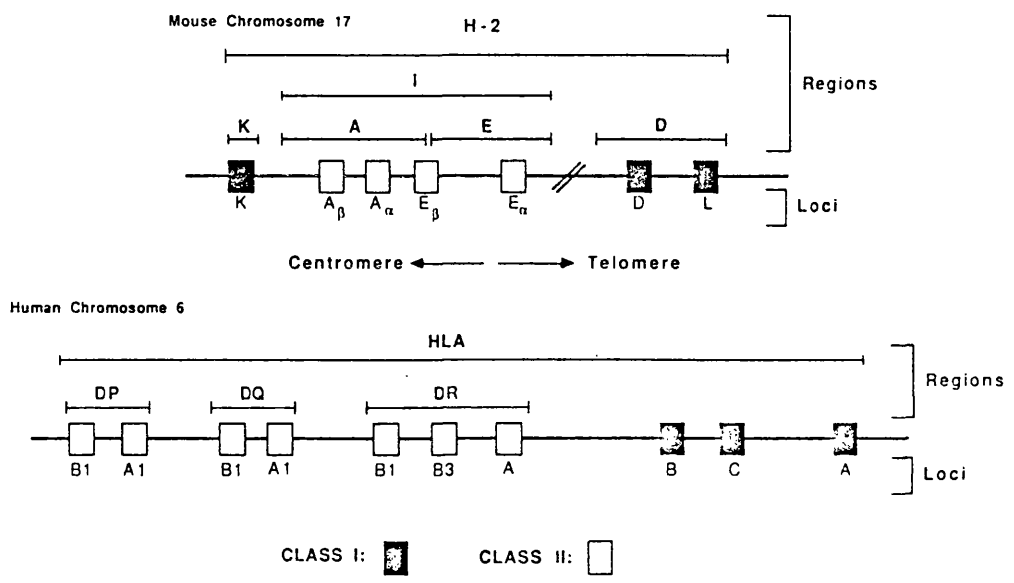 Mouse Chromosome 17
H-2
I
Regions
K A E D
K Aβ Aα Eβ Eα D L
Loci
Centromere Telomere
Human Chromosome 6
HLA
Regions
DP DQ DR
B1 A1 B1 A1 B1 B3 A B C A
Loci
CLASS I: CLASS II: